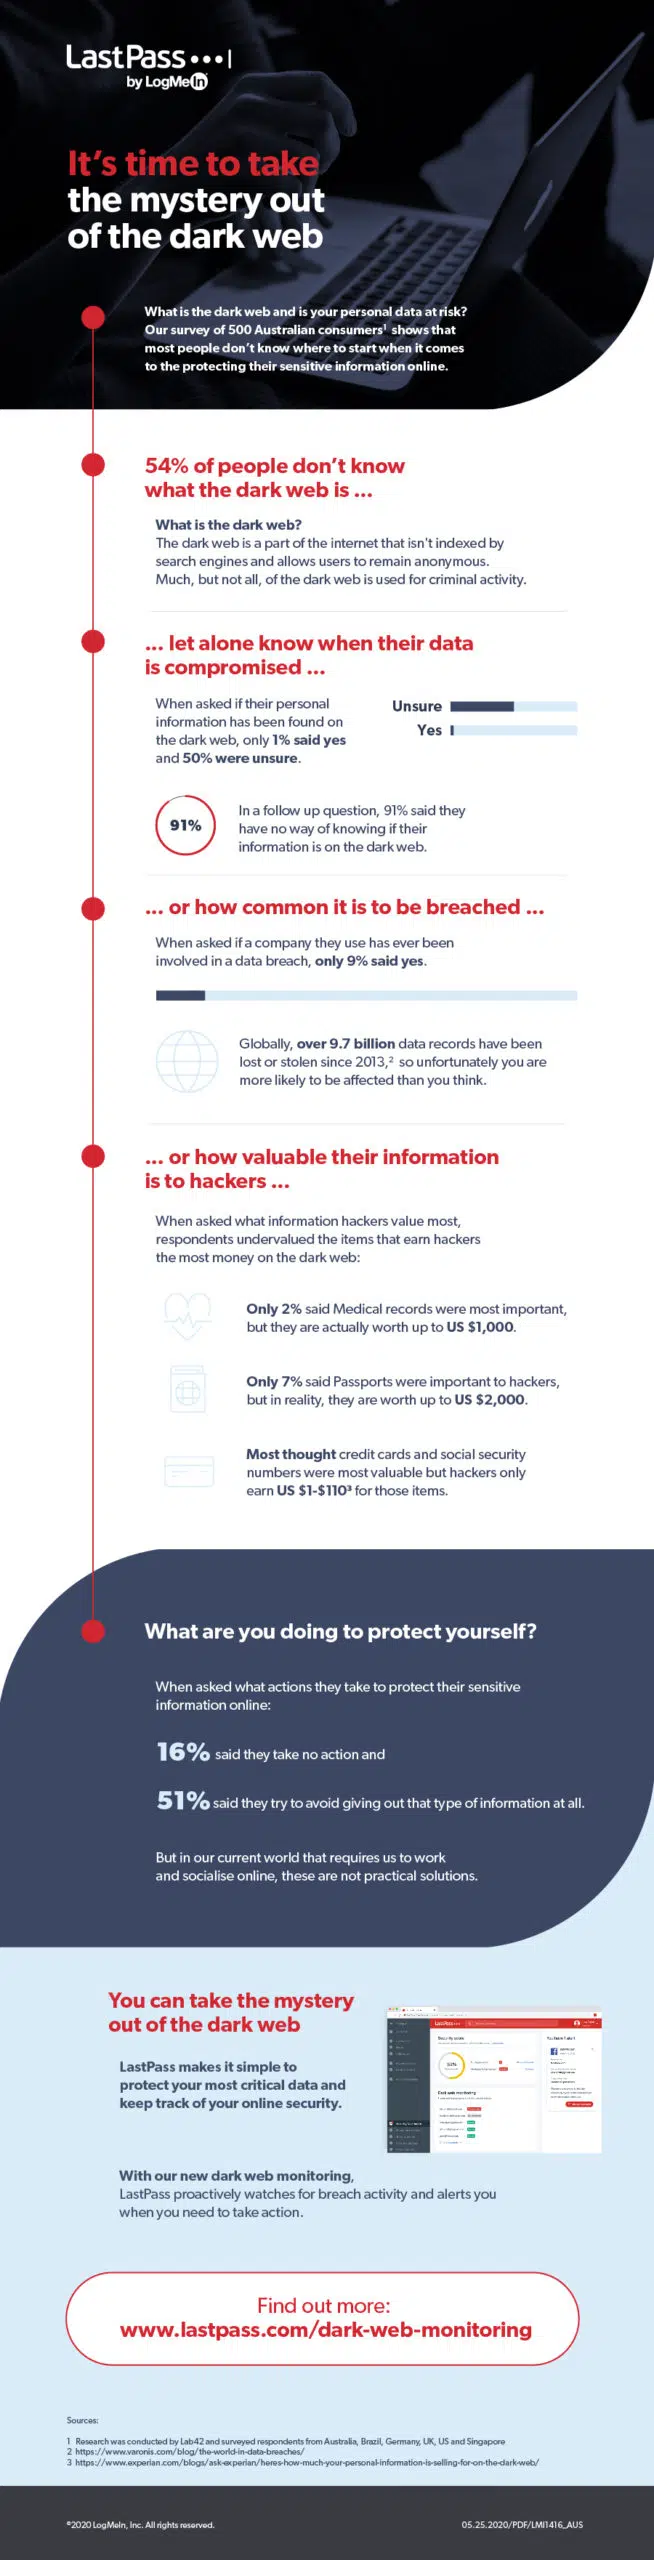 LastPass•••|
by LogMeIn
It's time to take
the mystery out
of the dark web
What is the dark web and is your personal data at risk?
Our survey of 500 Australian consumers¹ shows that
most people don't know where to start when it comes
to the protecting their sensitive information online.
54% of people don't know
what the dark web is ...
What is the dark web?
The dark web is a part of the internet that isn't indexed by
search engines and allows users to remain anonymous.
Much, but not all, of the dark web is used for criminal activity.
... let alone know when their data
is compromised ...
When asked if their personal
information has been found on
the dark web, only 1% said yes
and 50% were unsure.
Unsure
Yes
91%
In a follow up question, 91% said they
have no way of knowing if their
information is on the dark web.
... or how common it is to be breached ...
When asked if a company they use has ever been
involved in a data breach, only 9% said yes.
Globally, over 9.7 billion data records have been
lost or stolen since 2013,² so unfortunately you are
more likely to be affected than you think.
... or how valuable their information
is to hackers ...
When asked what information hackers value most,
respondents undervalued the items that earn hackers
the most money on the dark web:
Only 2% said Medical records were most important,
but they are actually worth up to US $1,000.
Only 7% said Passports were important to hackers,
but in reality, they are worth up to US $2,000.
Most thought credit cards and social security
numbers were most valuable but hackers only
earn US $1-$110³ for those items.
What are you doing to protect yourself?
When asked what actions they take to protect their sensitive
information online:
16% said they take no action and
51% said they try to avoid giving out that type of information at all.
But in our current world that requires us to work
and socialise online, these are not practical solutions.
You can take the mystery
out of the dark web
LastPass makes it simple to
protect your most critical data and
keep track of your online security.
LastPass•••|
Security score
Dark web monitoring
With our new dark web monitoring,
LastPass proactively watches for breach activity and alerts you
when you need to take action.
Find out more:
www.lastpass.com/dark-web-monitoring
Sources:
1 Research was conducted by Lab42 and surveyed respondents from Australia, Brazil, Germany, UK, US and Singapore
2 https://www.varonis.com/blog/the-world-in-data-breaches/
3 https://www.experian.com/blogs/ask-experian/heres-how-much-your-personal-information-is-selling-for-on-the-dark-web/
©2020 LogMeIn, Inc. All rights reserved.
05.25.2020/PDF/LMI1416_AUS